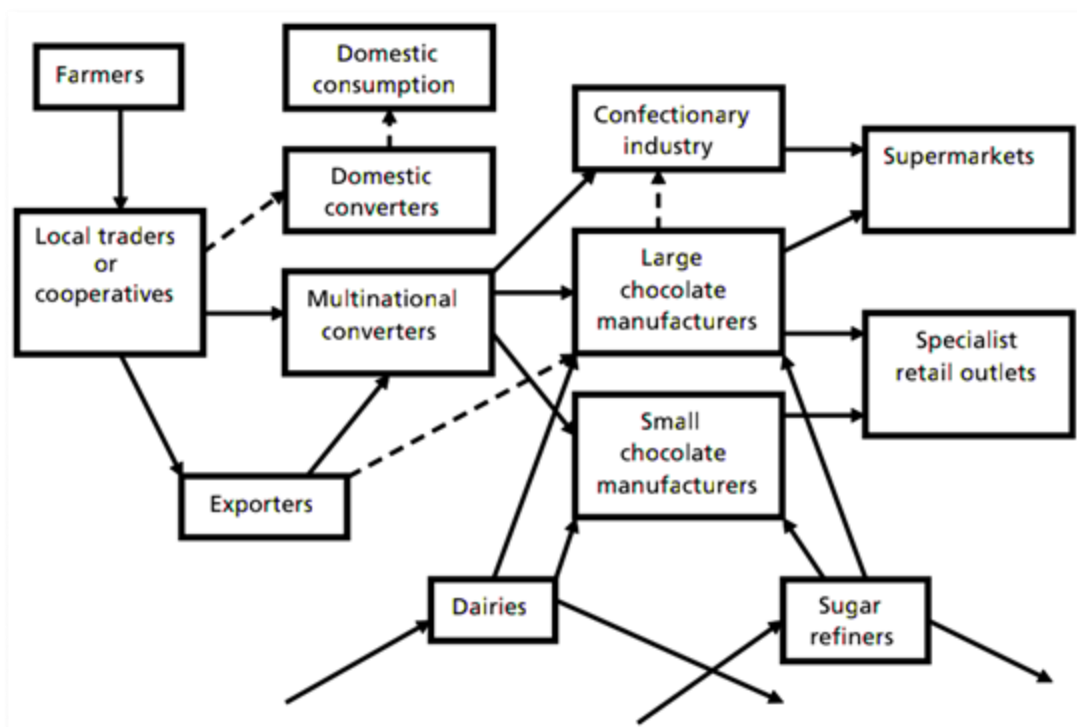 Farmers
Domestic
consumption
Domestic
converters
Local traders
or
cooperatives
Multinational
converters
Exporters
Confectionary
industry
Large
chocolate
manufacturers
Small
chocolate
manufacturers
Supermarkets
Specialist
retail outlets
Dairies
Sugar
refiners